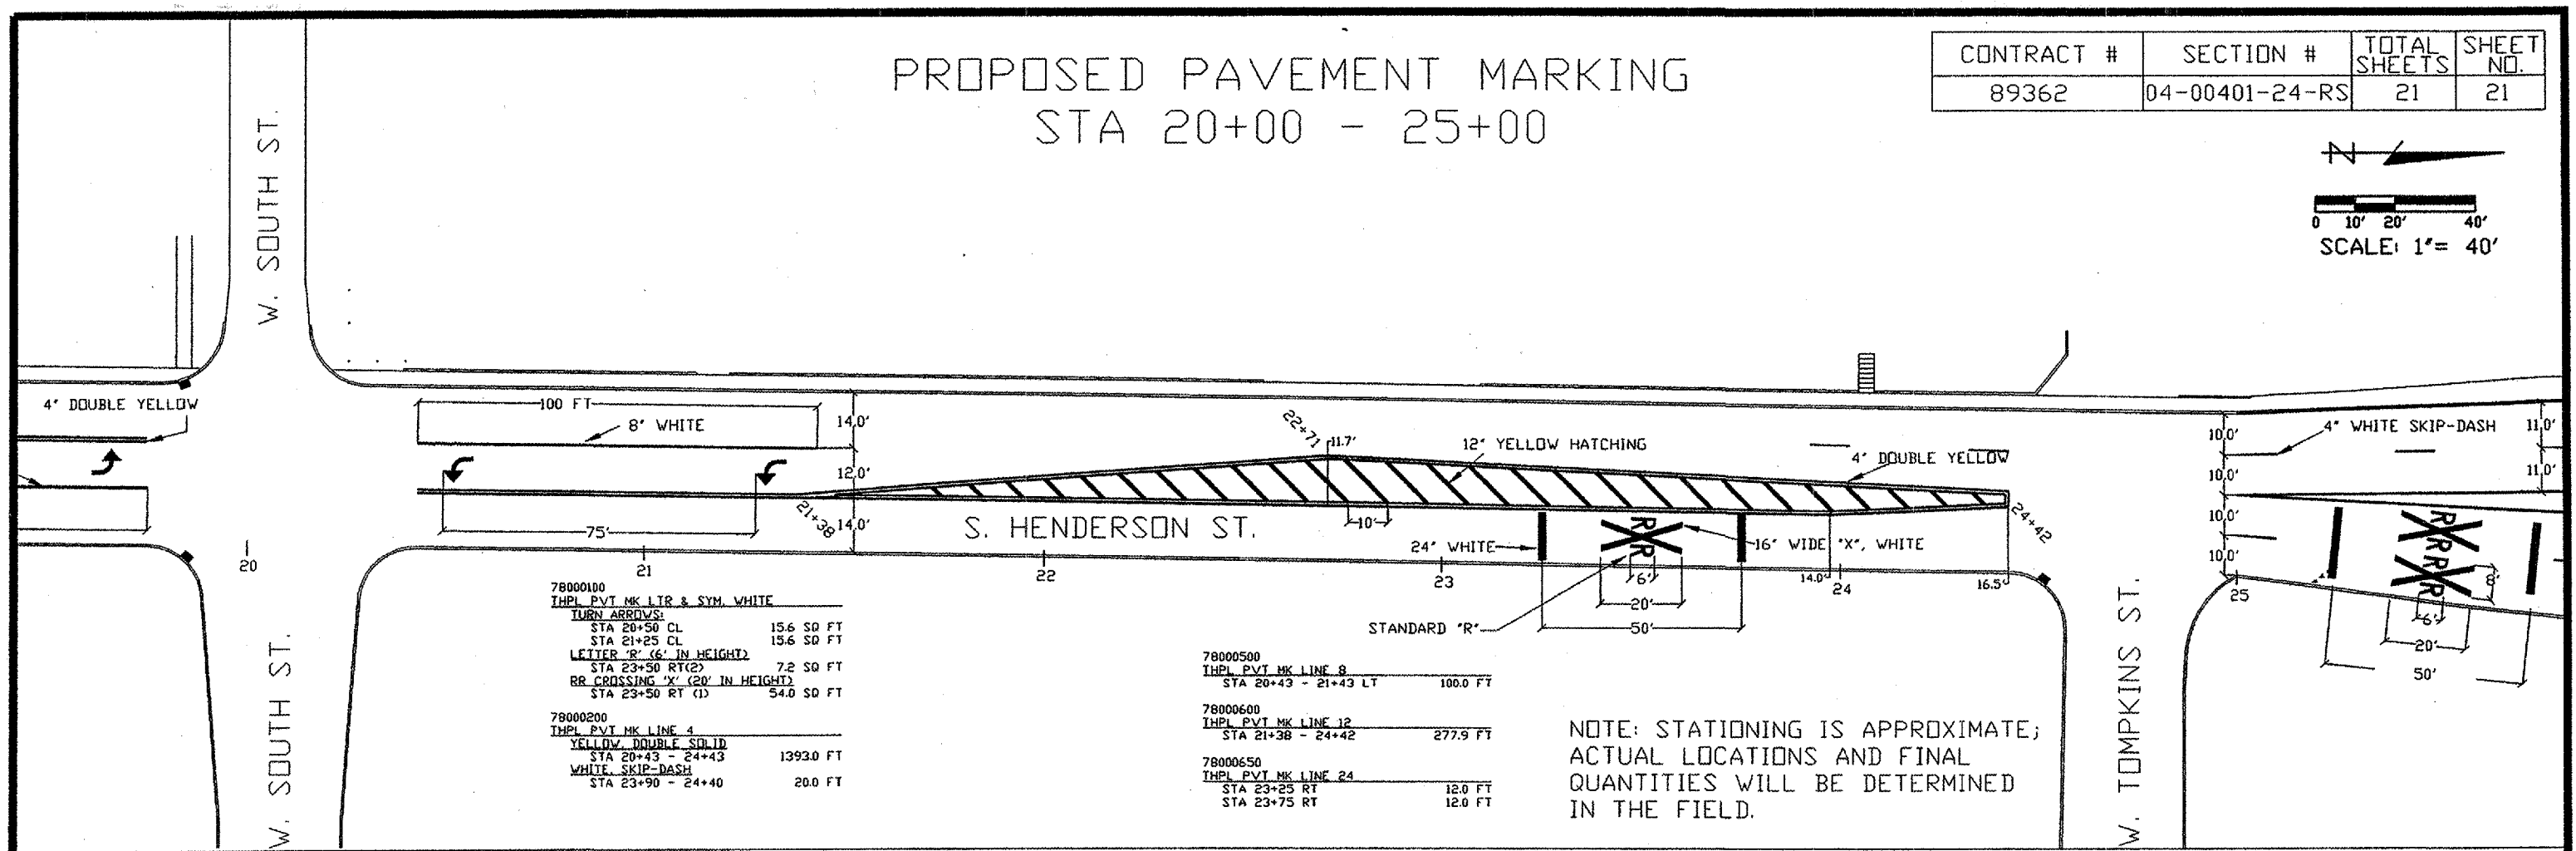 PROPOSED PAVEMENT MARKING
STA 20+00 - 25+00
CONTRACT # SECTION # TOTAL SHEETS SHEET NO.
89362 04-00401-24-RS 21 21
N
0 10' 20' 40'
SCALE: 1"= 40'
W. SOUTH ST.
4" DOUBLE YELLOW
100 FT
8" WHITE
14.0'
12.0'
14.0'
75'
21+38
22+71
11.7'
12" YELLOW HATCHING
4" DOUBLE YELLOW
10'
S. HENDERSON ST.
24" WHITE
R R
16" WIDE "X", WHITE
6'
20'
50'
STANDARD "R"
14.0'
16.5'
24+42
10.0'
10.0'
10.0'
10.0'
4" WHITE SKIP-DASH
11.0'
11.0'
R R R R
8'
6'
20'
50'
20
21
22
23
24
25
W. SOUTH ST.
W. TOMPKINS ST.
78000100
THPL PVT MK LTR & SYM, WHITE
TURN ARROWS:
STA 20+50 CL 15.6 SQ FT
STA 21+25 CL 15.6 SQ FT
LETTER 'R' (6' IN HEIGHT)
STA 23+50 RT(2) 7.2 SQ FT
RR CROSSING 'X' (20' IN HEIGHT)
STA 23+50 RT (1) 54.0 SQ FT
78000200
THPL PVT MK LINE 4
YELLOW, DOUBLE SOLID
STA 20+43 - 24+43 1393.0 FT
WHITE, SKIP-DASH
STA 23+90 - 24+40 20.0 FT
78000500
THPL PVT MK LINE 8
STA 20+43 - 21+43 LT 100.0 FT
78000600
THPL PVT MK LINE 12
STA 21+38 - 24+42 277.9 FT
78000650
THPL PVT MK LINE 24
STA 23+25 RT 12.0 FT
STA 23+75 RT 12.0 FT
NOTE: STATIONING IS APPROXIMATE;
ACTUAL LOCATIONS AND FINAL
QUANTITIES WILL BE DETERMINED
IN THE FIELD.